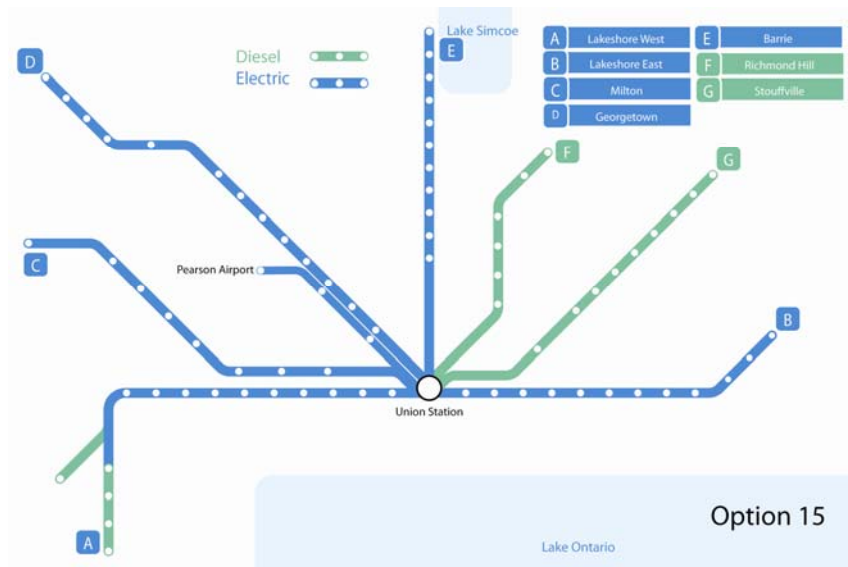 Lake Simcoe
E
D
Diesel
Electric
A Lakeshore West
B Lakeshore East
C Milton
D Georgetown
E Barrie
F Richmond Hill
G Stouffville
F
G
C
Pearson Airport
B
Union Station
A
Option 15
Lake Ontario